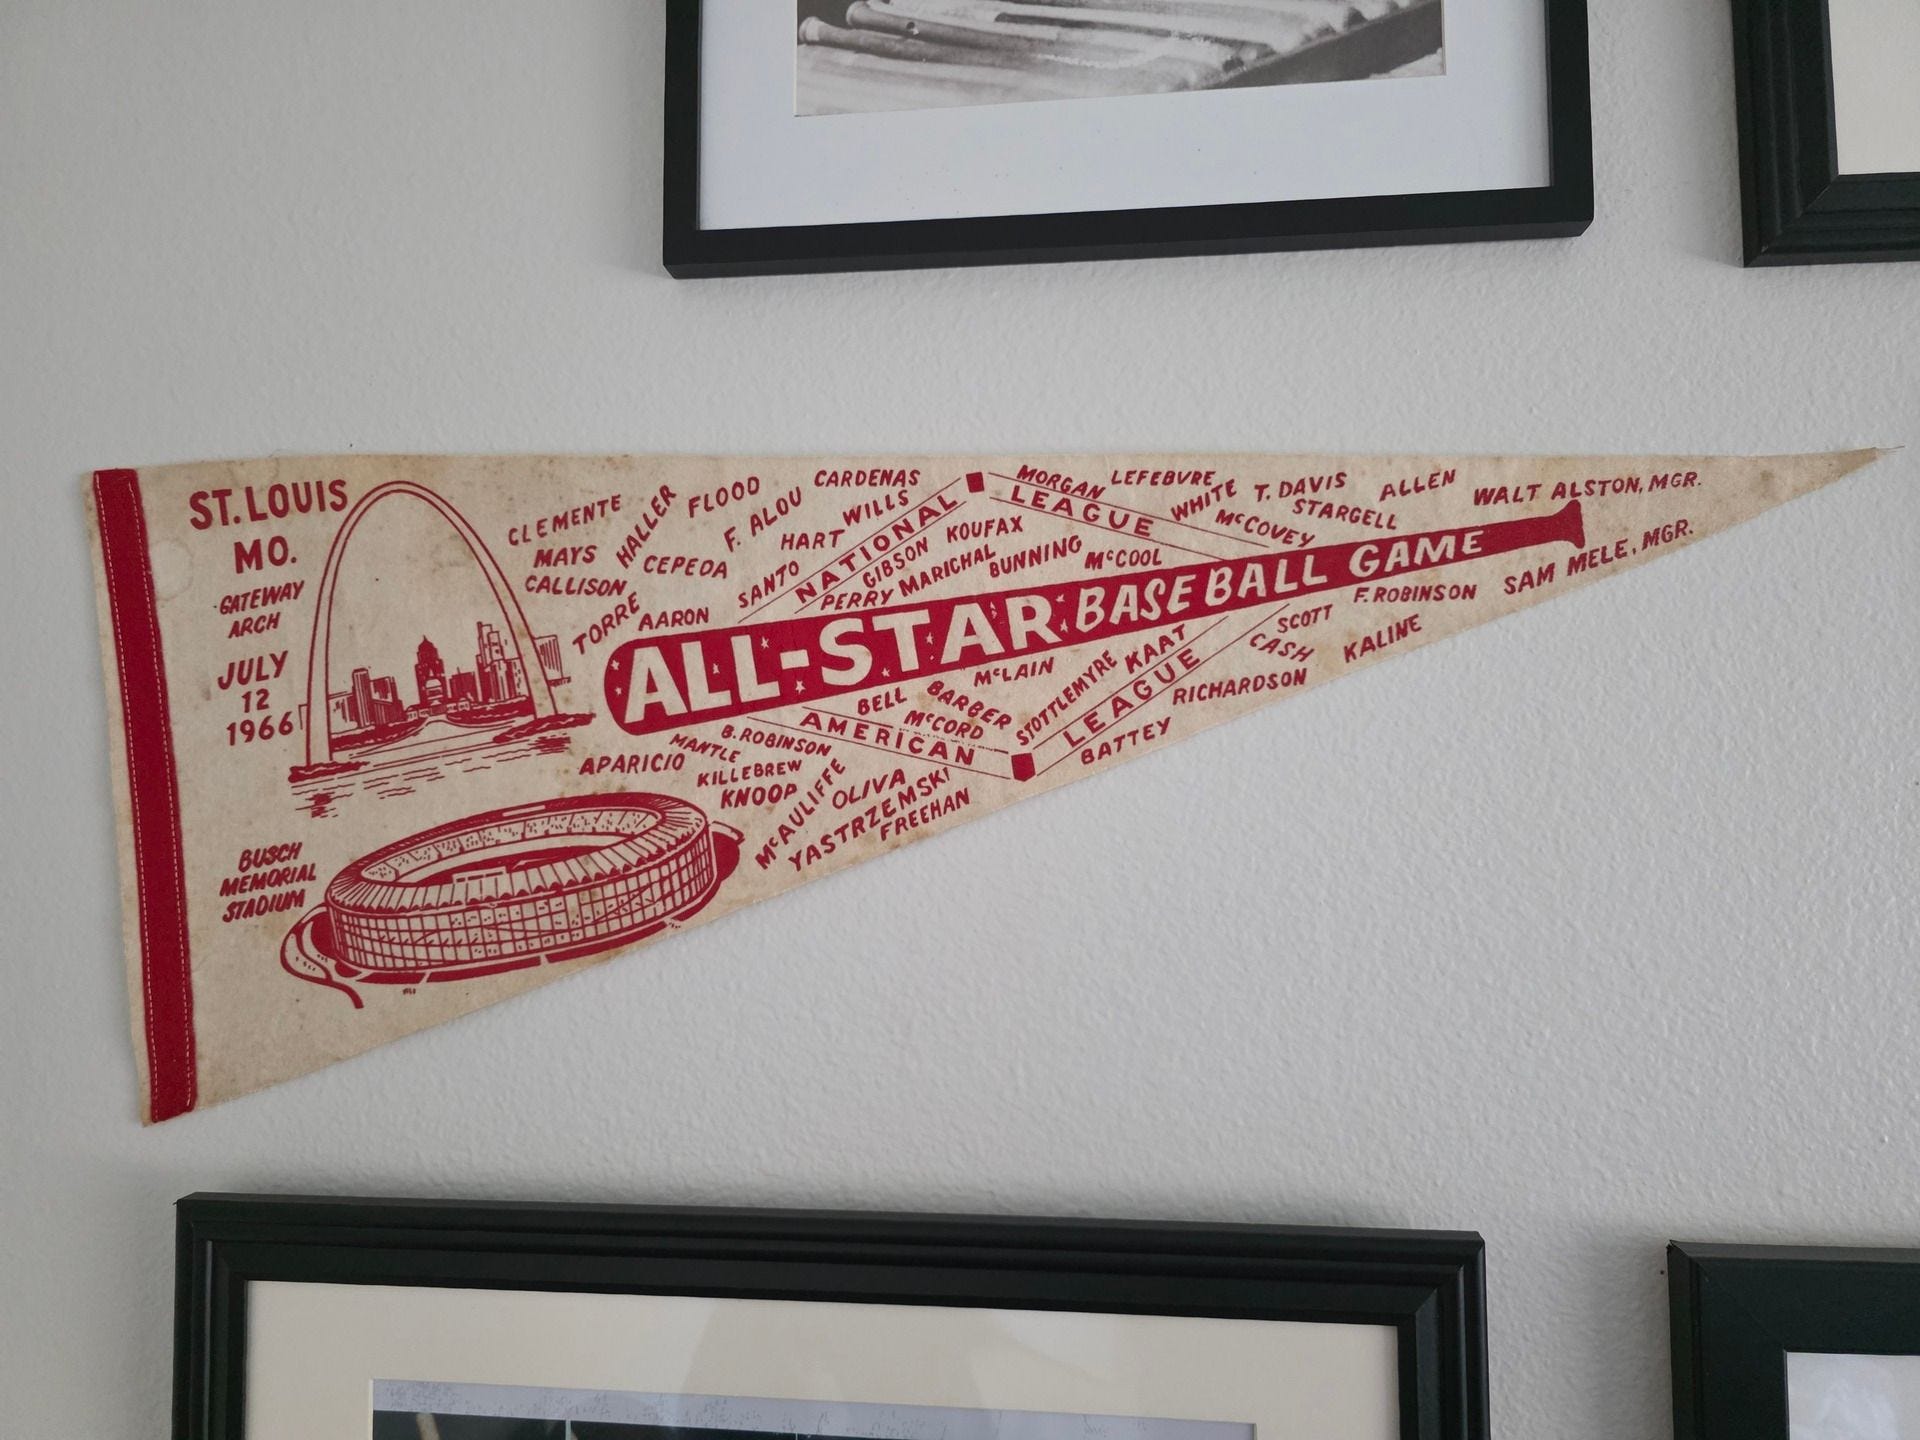 ST. LOUIS
MO.
GATEWAY
ARCH
JULY
12
1966
BUSCH
MEMORIAL
STADIUM
CLEMENTE
MAYS
CALLISON
HALLER
TORRE
AARON
CEPEDA
FLOOD
F. ALOU
CARDENAS
HART
WILLS
SANTO
NATIONAL
LEAGUE
GIBSON
KOUFAX
PERRY
MARICHAL
BUNNING
McCOOL
MORGAN
LEFEBVRE
WHITE
T. DAVIS
McCOVEY
STARGELL
ALLEN
WALT ALSTON, MGR.
ALL-STAR BASEBALL GAME
SAM MELE, MGR.
BELL
BARBER
McLAIN
McCORD
STOTTLEMYRE
KAAT
AMERICAN
LEAGUE
APARICIO
B. ROBINSON
MANTLE
KILLEBREW
KNOOP
McAULIFFE
OLIVA
YASTRZEMSKI
FREEHAN
BATTEY
RICHARDSON
CASH
SCOTT
F. ROBINSON
KALINE